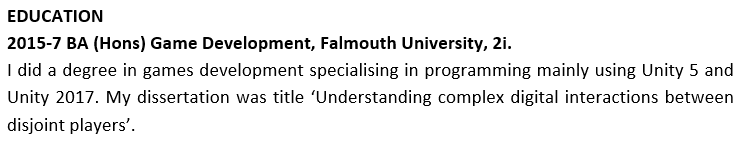 EDUCATION
2015-7 BA (Hons) Game Development, Falmouth University, 2i.
I did a degree in games development specialising in programming mainly using Unity 5 and
Unity 2017. My dissertation was title ‘Understanding complex digital interactions between
disjoint players’.